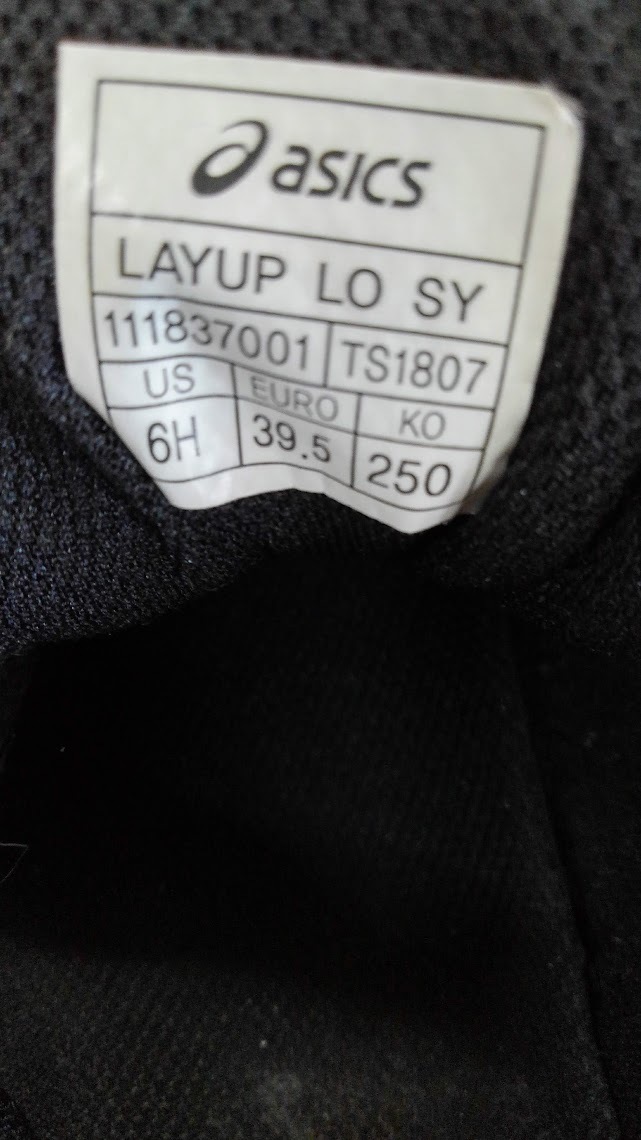 asics
LAYUP LO SY
111837001 TS1807
US EURO KO
6H 39.5 250